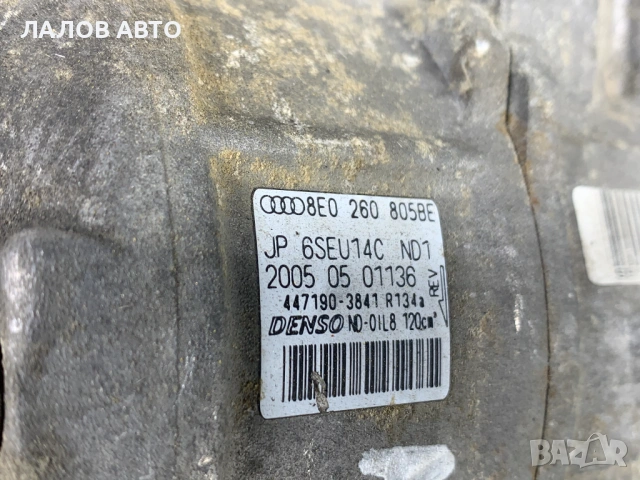 ЛАЛОВ АВТО
8E0 260 805BE
JP 6SEU14C ND1
2005 05 01136
REV
447190-3841 R134a
DENSO ND-OIL8 120cm³
BAZAR